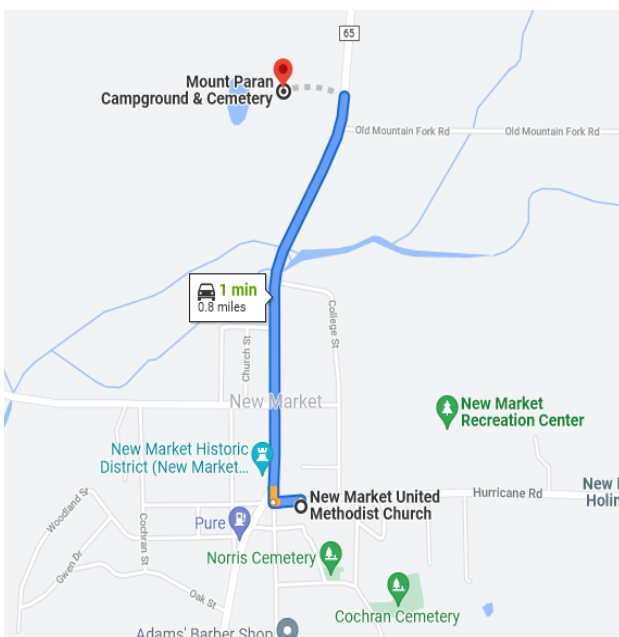 65
Mount Paran
Campground & Cemetery
Old Mountain Fork Rd
Old Mountain Fork Rd
1 min
0.8 miles
College St
Church St
New Market
New Market
Recreation Center
New Market Historic
District (New Market...
New Market United
Methodist Church
Hurricane Rd
New
Holin
Woodland St
Pure
Cochran St
Gwen Dr
Norris Cemetery
Oak St
Cochran Cemetery
Adams' Barber Shop